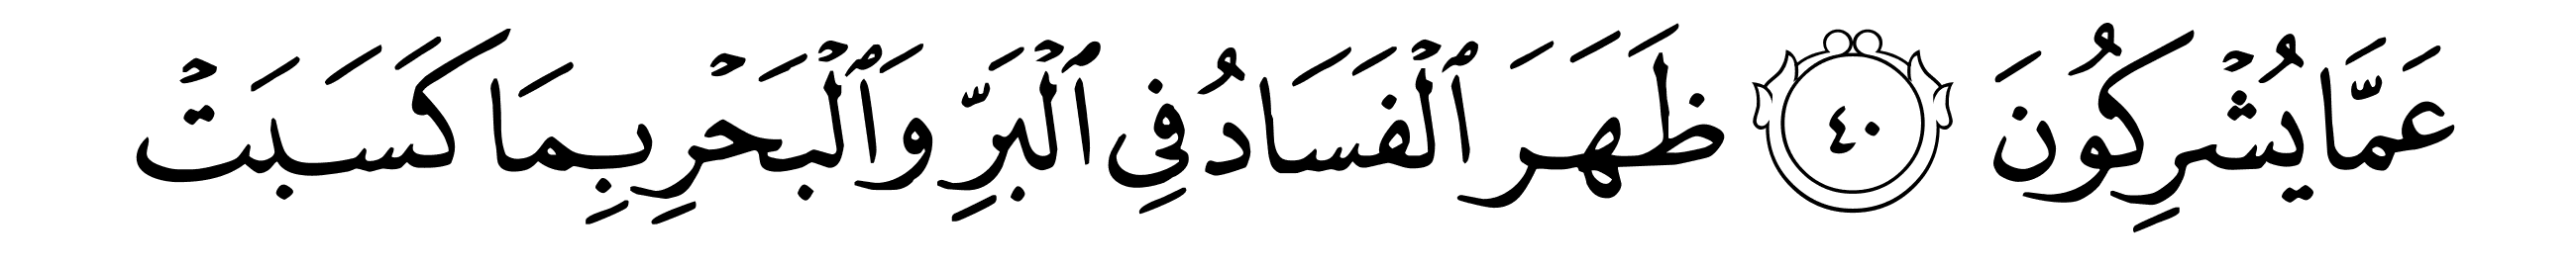 عَمَّا يُشْرِكُونَ ٤٠ ظَهَرَ ٱلْفَسَادُ فِي ٱلْبَرِّ وَٱلْبَحْرِ بِمَا كَسَبَتْ